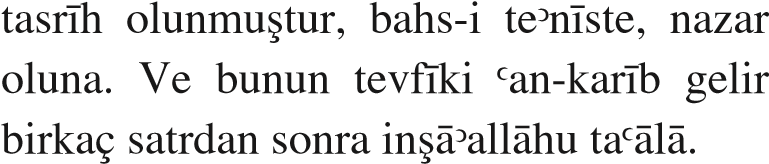 tasrīh olunmuştur, bahs-i teʾnīste, nazar
oluna. Ve bunun tevfīki ʿan-karīb gelir
birkaç satrdan sonra inşāʾallāhu taʿālā.